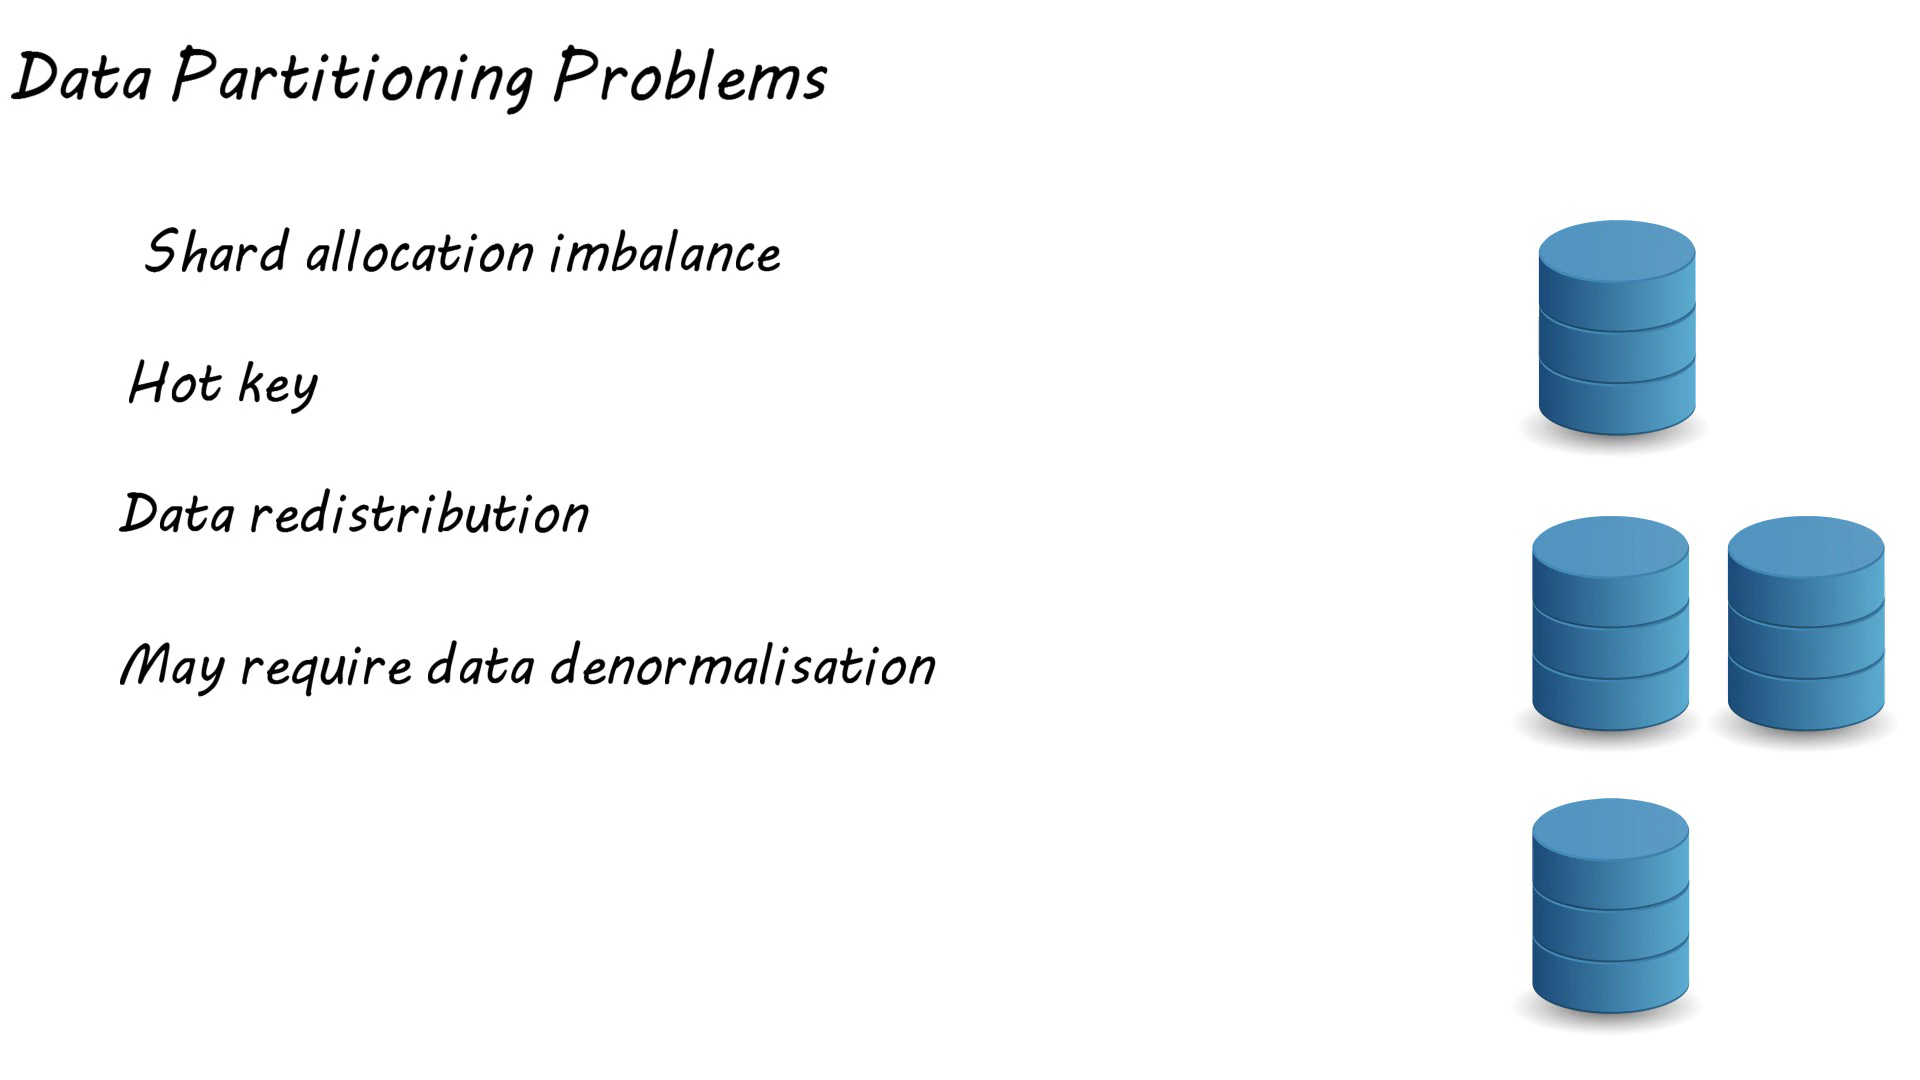 Data Partitioning Problems
Shard allocation imbalance
Hot key
Data redistribution
May require data denormalisation